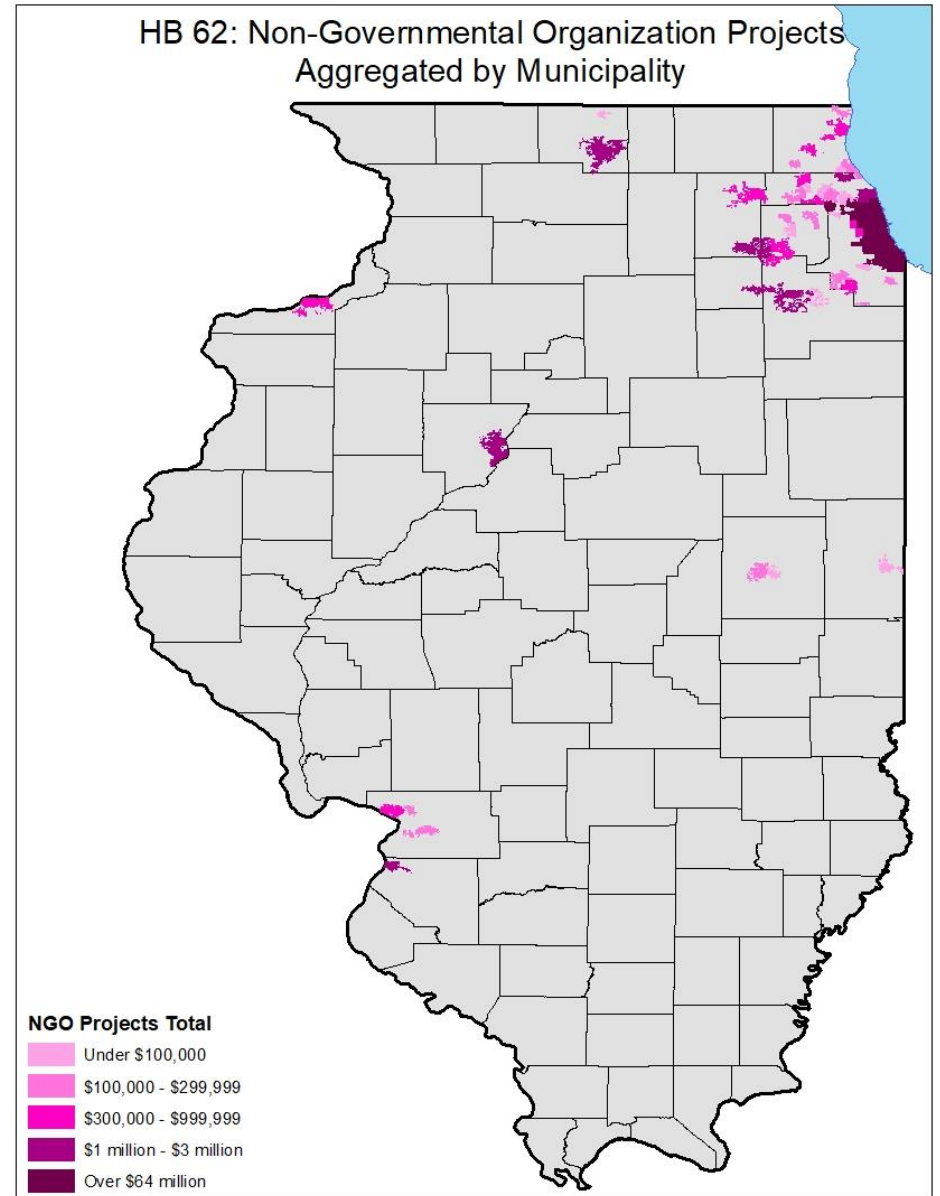 HB 62: Non-Governmental Organization Projects
Aggregated by Municipality
NGO Projects Total
Under $100,000
$100,000 - $299,999
$300,000 - $999,999
$1 million - $3 million
Over $64 million